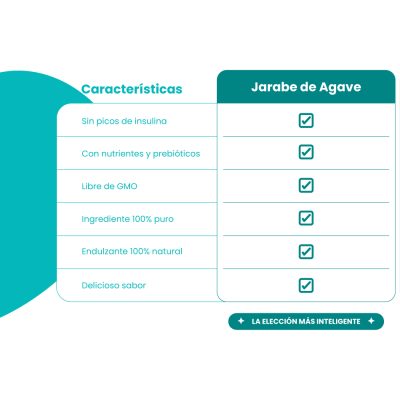 Características
Jarabe de Agave
Sin picos de insulina
Con nutrientes y prebióticos
Libre de GMO
Ingrediente 100% puro
Endulzante 100% natural
Delicioso sabor
LA ELECCIÓN MÁS INTELIGENTE